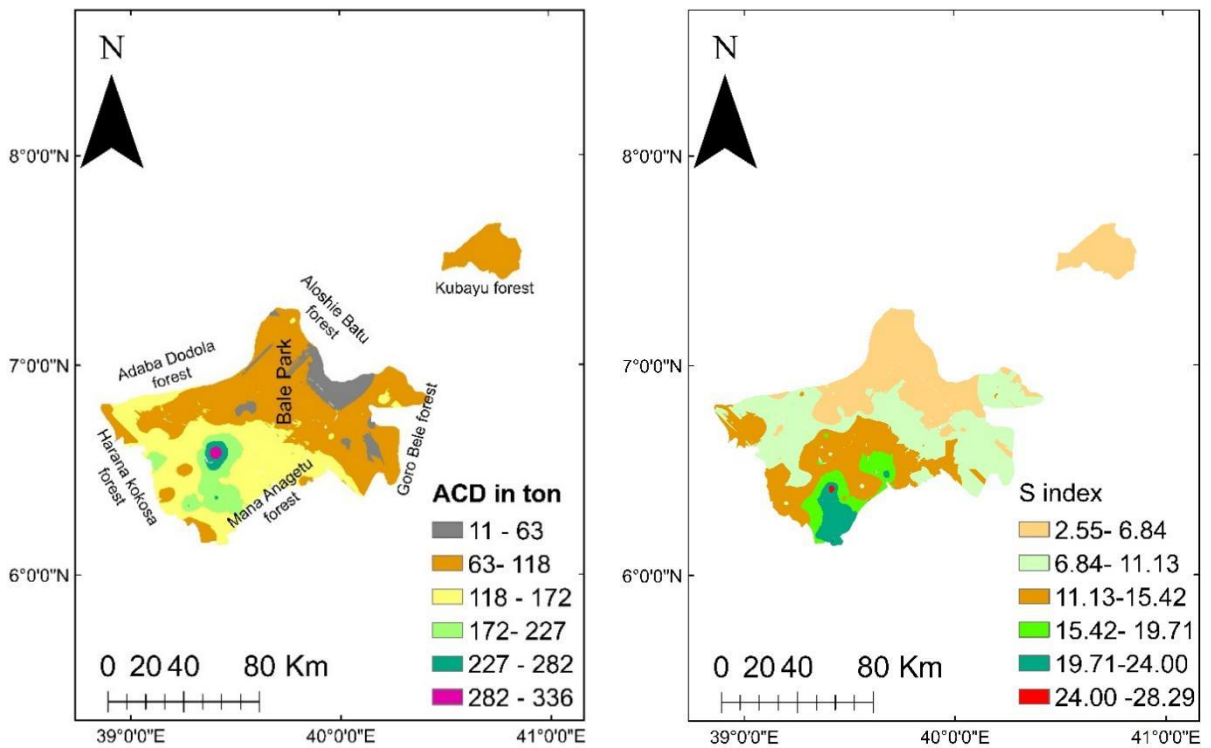 N
8°0'0"N
7°0'0"N
6°0'0"N
Kubayu forest
Aloshie Batu
forest
Adaba Dodola
forest
Bale Park
Goro Bele forest
Harana kokosa
forest
Mana Anagetu
forest
ACD in ton
11 - 63
63- 118
118 - 172
172- 227
227 - 282
282 - 336
0 20 40 80 Km
39°0'0"E 40°0'0"E 41°0'0"E
N
8°0'0"N
7°0'0"N
6°0'0"N
S index
2.55- 6.84
6.84- 11.13
11.13-15.42
15.42- 19.71
19.71-24.00
24.00 -28.29
0 20 40 80 Km
39°0'0"E 40°0'0"E 41°0'0"E